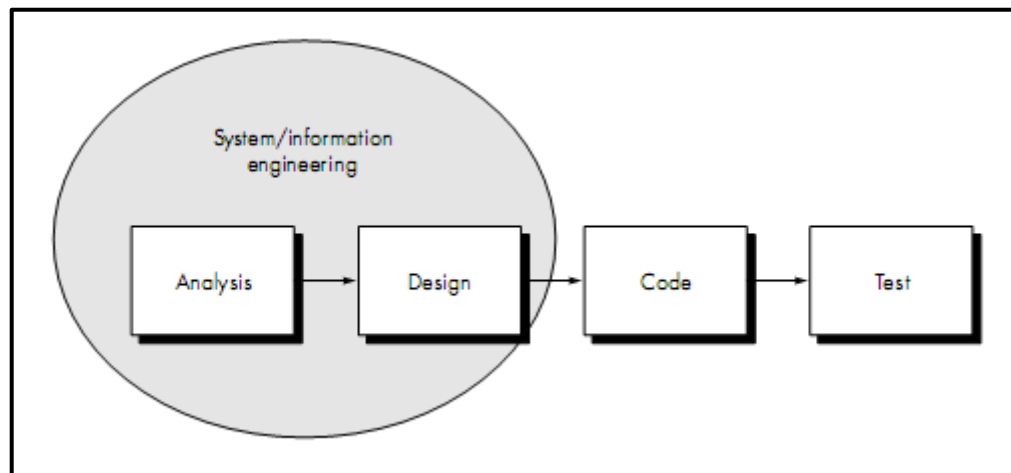 System/information
engineering
Analysis
Design
Code
Test